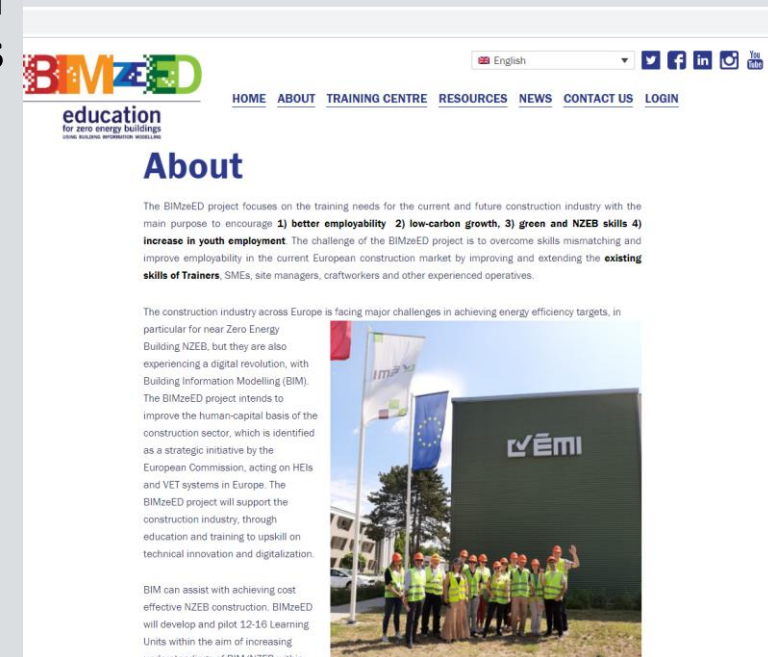 S
English
You
Tube
BIMzeED
education
for zero energy buildings
USING BUILDING INFORMATION MODELLING
HOME ABOUT TRAINING CENTRE RESOURCES NEWS CONTACT US LOGIN
About
The BIMzeED project focuses on the training needs for the current and future construction industry with the
main purpose to encourage 1) better employability 2) low-carbon growth, 3) green and NZEB skills 4)
increase in youth employment. The challenge of the BIMzeED project is to overcome skills mismatching and
improve employability in the current European construction market by improving and extending the existing
skills of Trainers, SMEs, site managers, craftworkers and other experienced operatives.
The construction industry across Europe is facing major challenges in achieving energy efficiency targets, in
particular for near Zero Energy
Building NZEB, but they are also
experiencing a digital revolution, with
Building Information Modelling (BIM).
The BIMzeED project intends to
improve the human-capital basis of the
construction sector, which is identified
as a strategic initiative by the
European Commission, acting on HEIs
and VET systems in Europe. The
BIMzeED project will support the
construction industry, through
education and training to upskill on
technical innovation and digitalization.
BIM can assist with achieving cost
effective NZEB construction. BIMzeED
will develop and pilot 12-16 Learning
Units within the aim of increasing
ÉMI